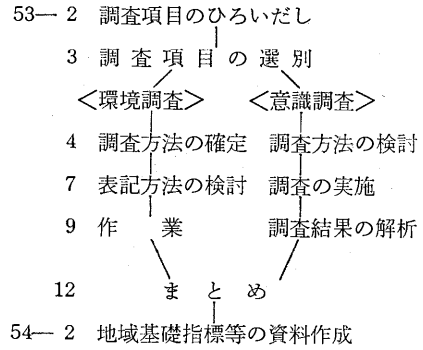 53— 2 調査項目のひろいだし
3 調査項目の選別
＜環境調査＞ ＜意識調査＞
4 調査方法の確定 調査方法の検討
7 表記方法の検討 調査の実施
9 作業 調査結果の解析
12 まとめ
54— 2 地域基礎指標等の資料作成